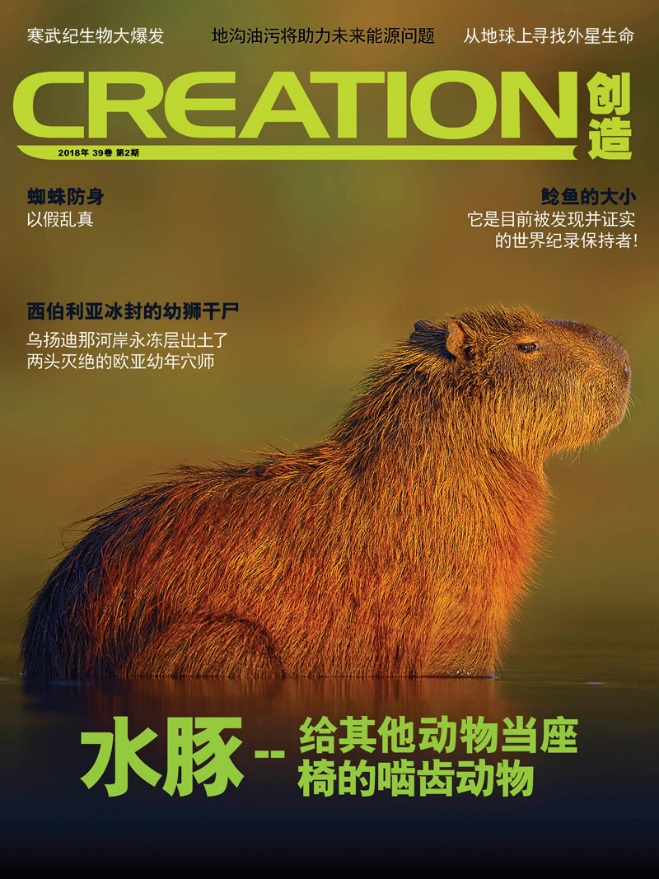 寒武纪生物大爆发 地沟油污将助力未来能源问题 从地球上寻找外星生命
CREATION 创造
2018年 39卷 第2期
蜘蛛防身
以假乱真
鲶鱼的大小
它是目前被发现并证实
的世界纪录保持者!
西伯利亚冰封的幼狮干尸
乌扬迪那河岸永冻层出土了
两头灭绝的欧亚幼年穴师
水豚--给其他动物当座
椅的啮齿动物